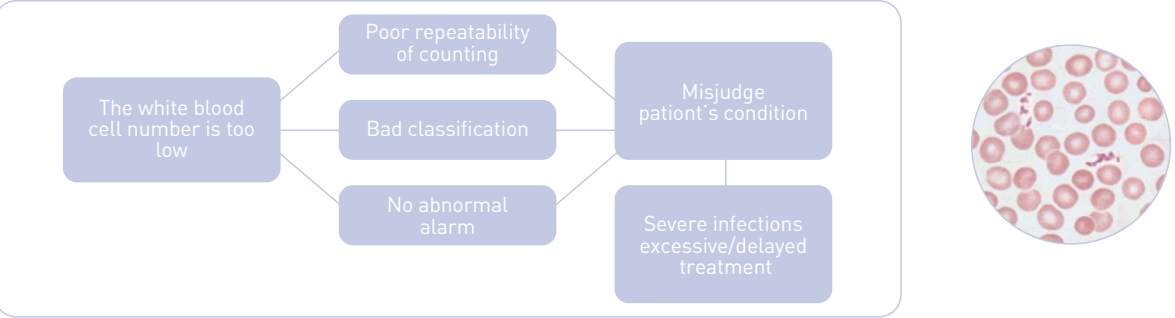 The white blood
cell number is too
low
Poor repeatability
of counting
Bad classification
No abnormal
alarm
Misjudge
pationt's condition
Severe infections
excessive/delayed
treatment